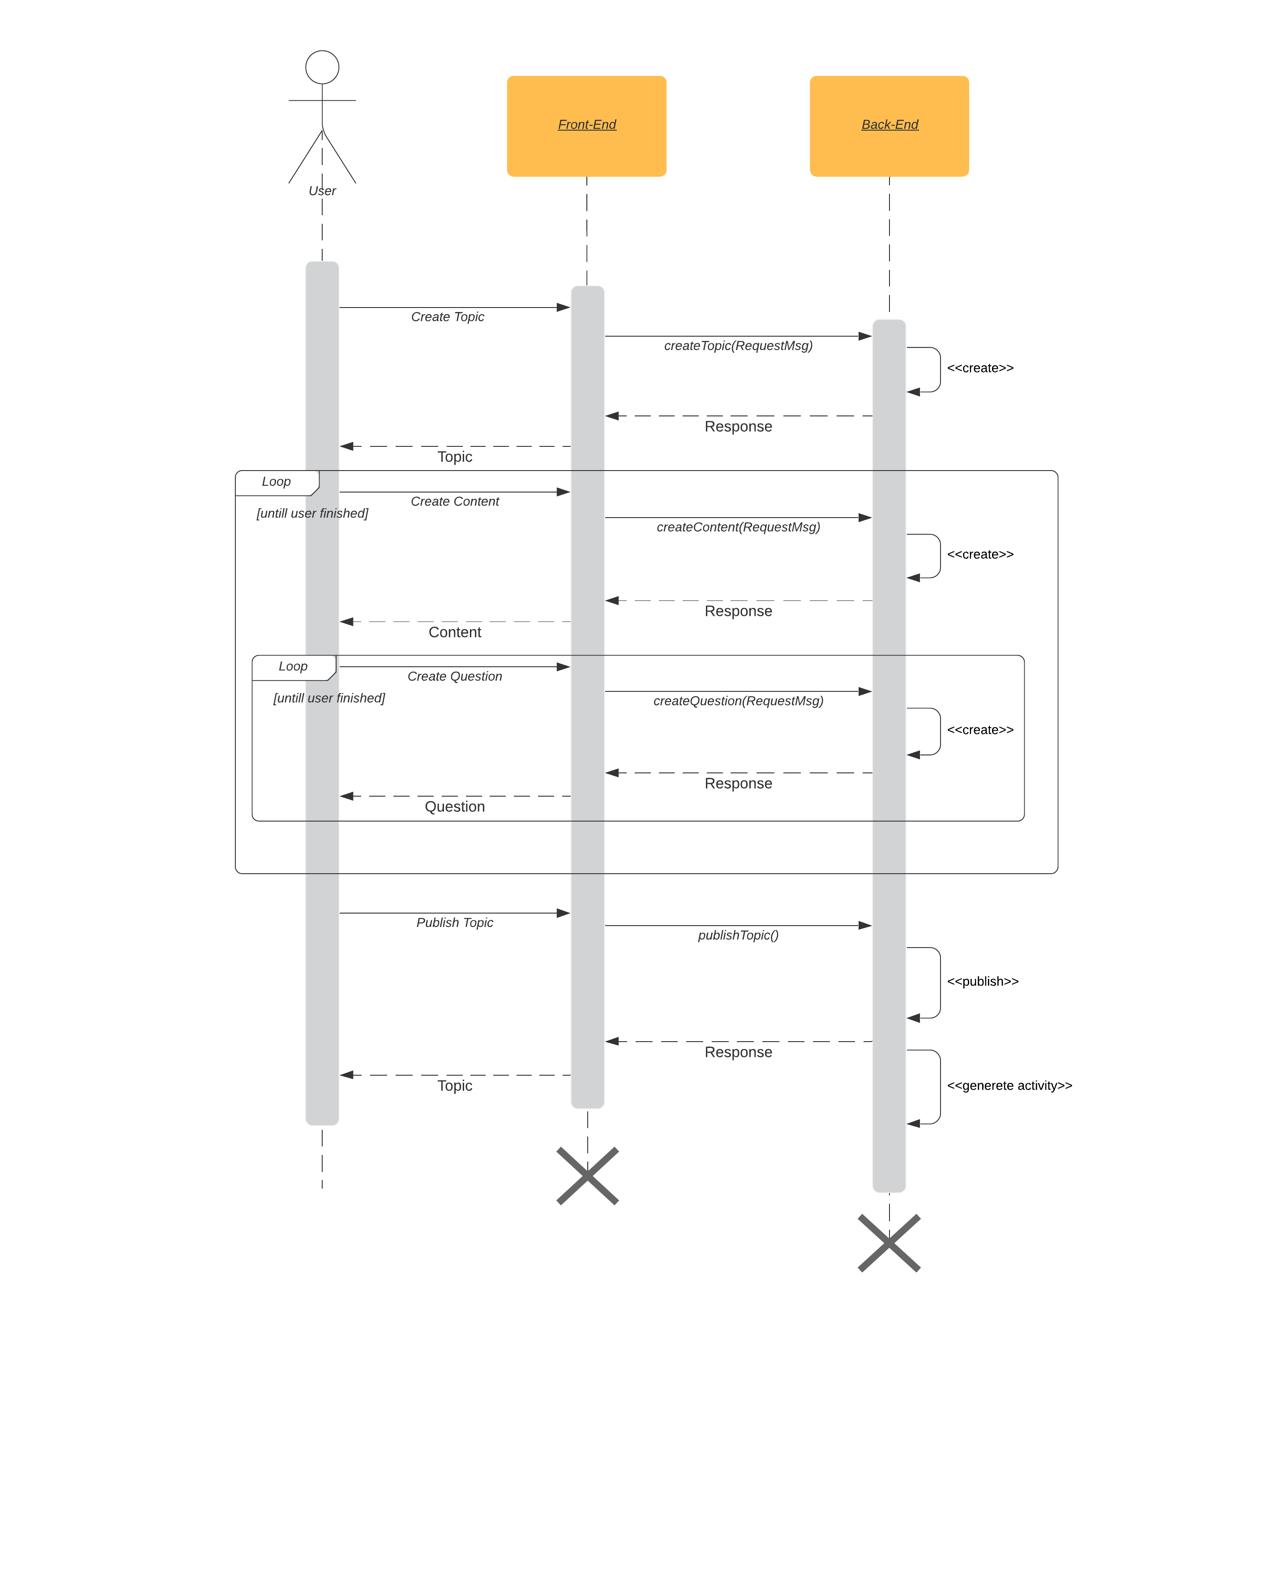 Front-End
Back-End
User
Create Topic
createTopic(RequestMsg)
<<create>>
Response
Topic
Loop
Create Content
[untill user finished]
createContent(RequestMsg)
<<create>>
Response
Content
Loop
Create Question
[untill user finished]
createQuestion(RequestMsg)
<<create>>
Response
Question
Publish Topic
publishTopic()
<<publish>>
Response
Topic
<<generete activity>>